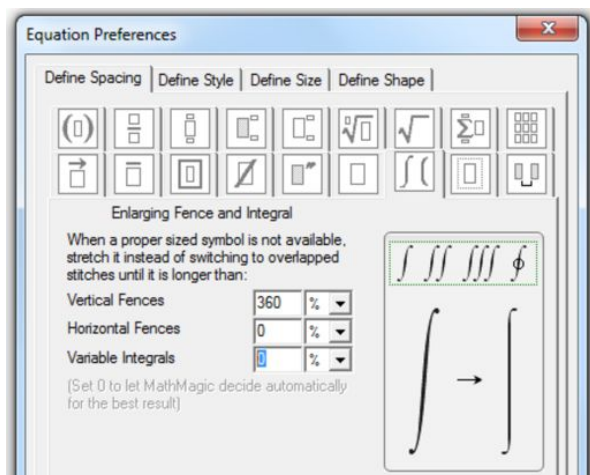 Equation Preferences
Define Spacing Define Style Define Size Define Shape
Enlarging Fence and Integral
When a proper sized symbol is not available,
stretch it instead of switching to overlapped
stitches until it is longer than:
Vertical Fences 360 %
Horizontal Fences 0 %
Variable Integrals 0 %
(Set 0 to let MathMagic decide automatically
for the best result)
∫ ∬ ∭ ∮
∫ → ∫